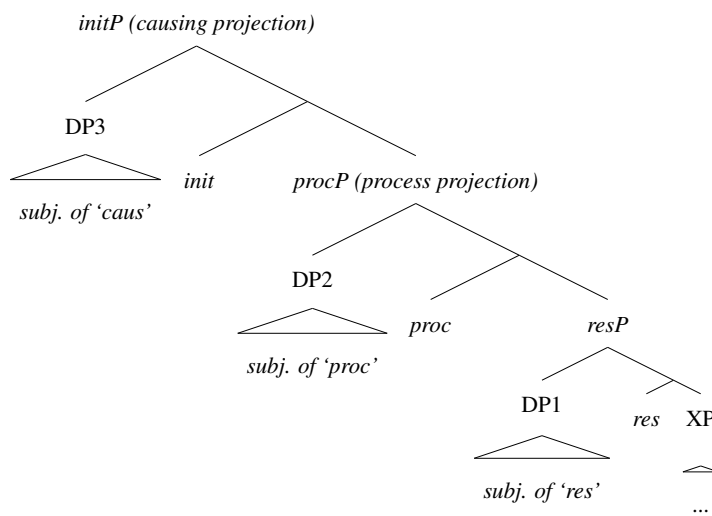 initP (causing projection)
DP3
subj. of ‘caus’
init
procP (process projection)
DP2
subj. of ‘proc’
proc
resP
DP1
subj. of ‘res’
res
XP
...